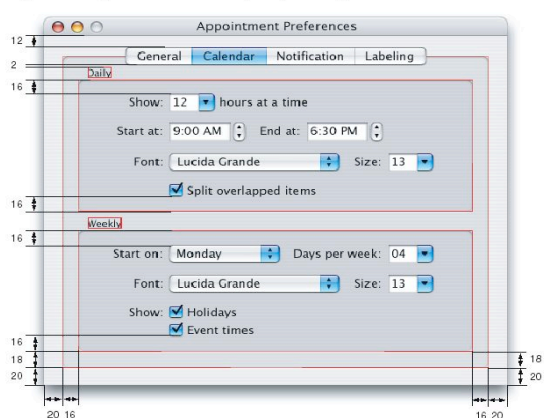 Appointment Preferences
12
General Calendar Notification Labeling
2
Daily
16
Show: 12 hours at a time
Start at: 9:00 AM End at: 6:30 PM
Font: Lucida Grande Size: 13
Split overlapped items
16
Weekly
16
Start on: Monday Days per week: 04
Font: Lucida Grande Size: 13
Show: Holidays
Event times
16
18 18
20 20
20 16 16 20